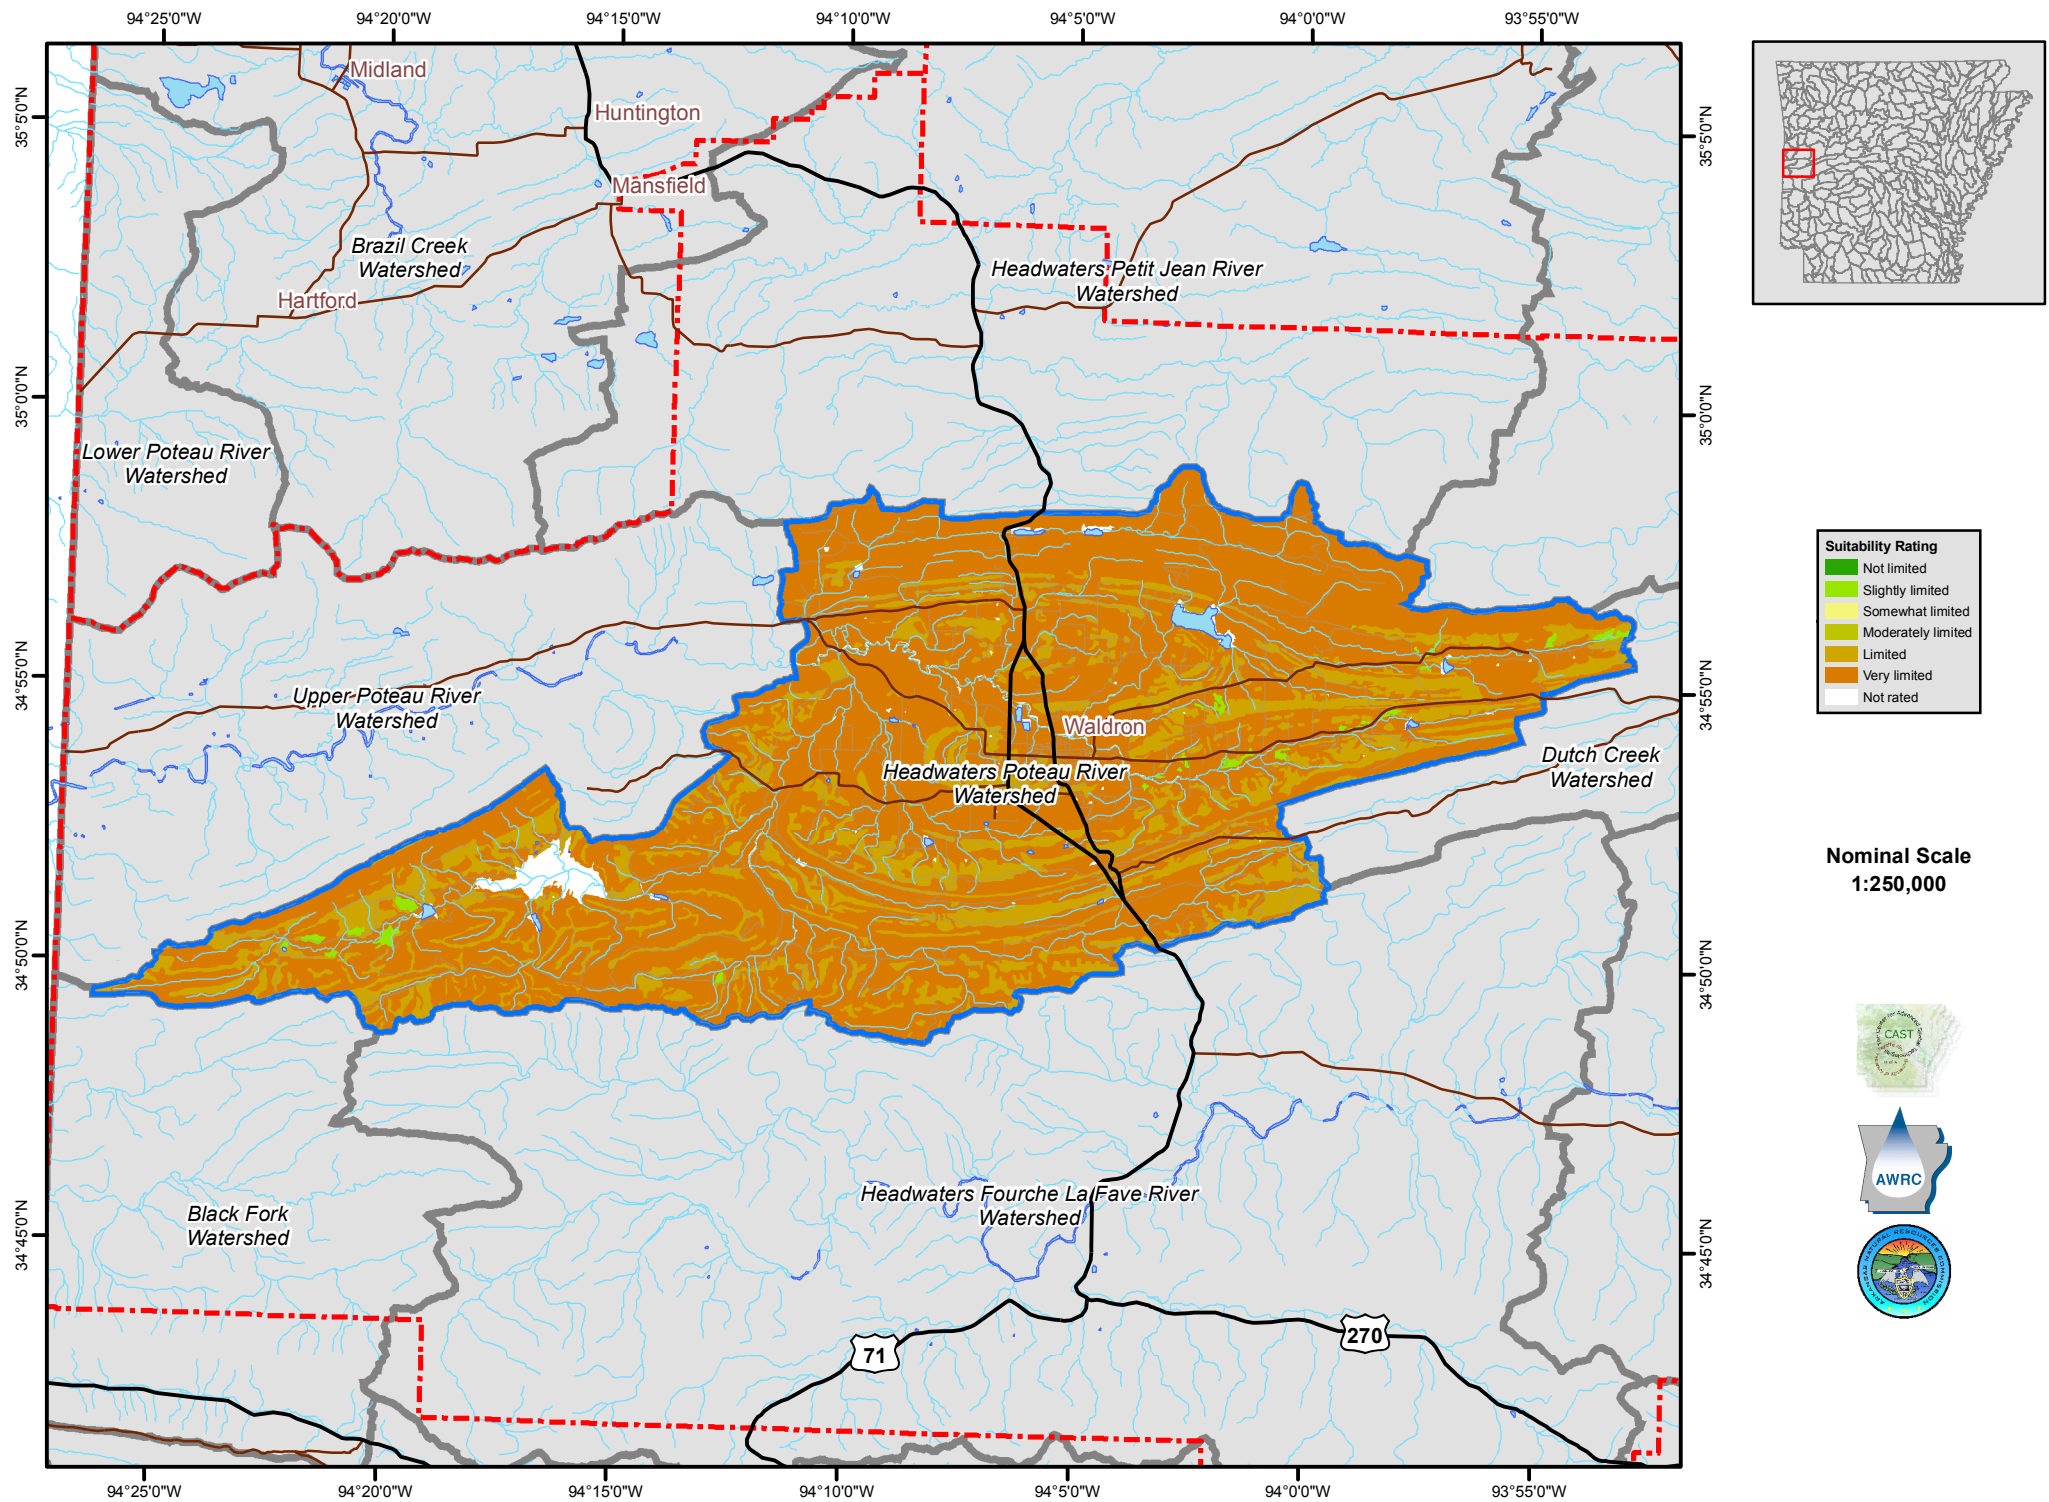 94°25'0"W
94°20'0"W
94°15'0"W
94°10'0"W
94°5'0"W
94°0'0"W
93°55'0"W
35°5'0"N
35°0'0"N
34°55'0"N
34°50'0"N
34°45'0"N
Midland
Huntington
Mansfield
Brazil Creek
Watershed
Hartford
Headwaters Petit Jean River
Watershed
Lower Poteau River
Watershed
Upper Poteau River
Watershed
Waldron
Headwaters Poteau River
Watershed
Dutch Creek
Watershed
Headwaters Fourche La Fave River
Watershed
Black Fork
Watershed
71
270
35°5'0"N
35°0'0"N
34°55'0"N
34°50'0"N
34°45'0"N
94°25'0"W
94°20'0"W
94°15'0"W
94°10'0"W
94°5'0"W
94°0'0"W
93°55'0"W
Suitability Rating
Not limited
Slightly limited
Somewhat limited
Moderately limited
Limited
Very limited
Not rated
Nominal Scale
1:250,000
CAST
AWRC
ARKANSAS NATURAL RESOURCES COMMISSION